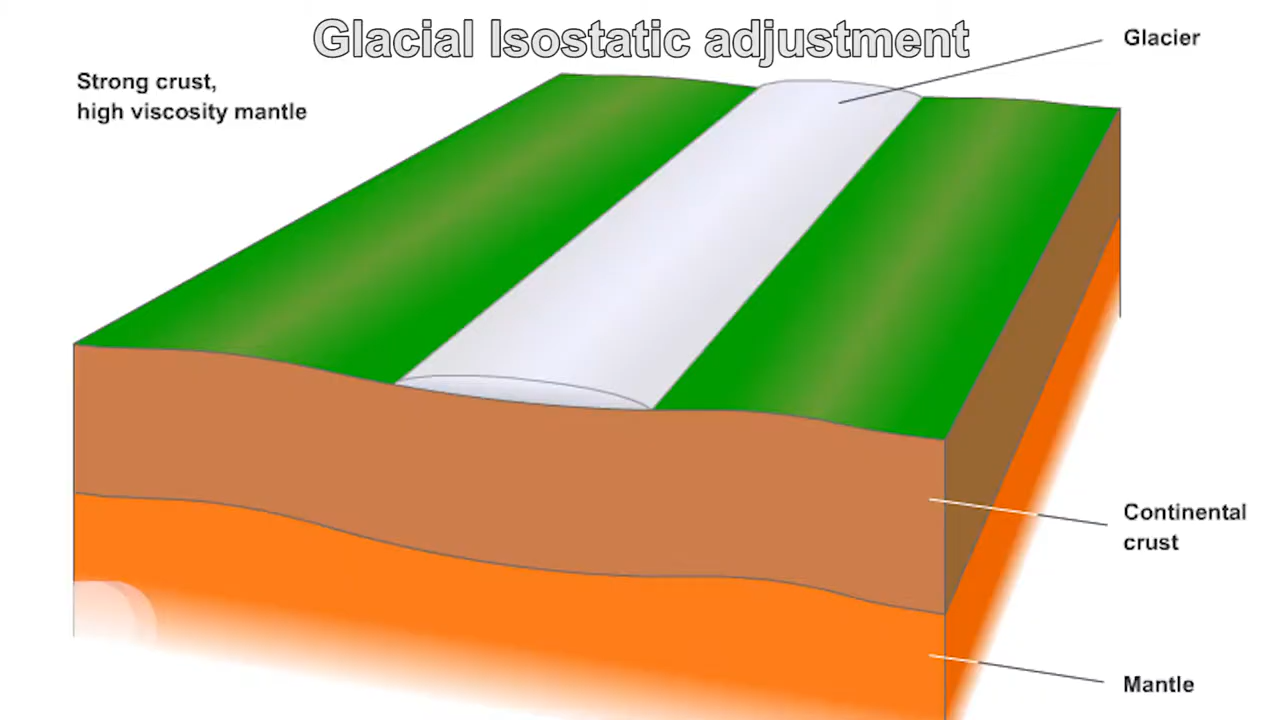 Glacial Isostatic adjustment
Glacier
Strong crust,
high viscosity mantle
Continental
crust
Mantle